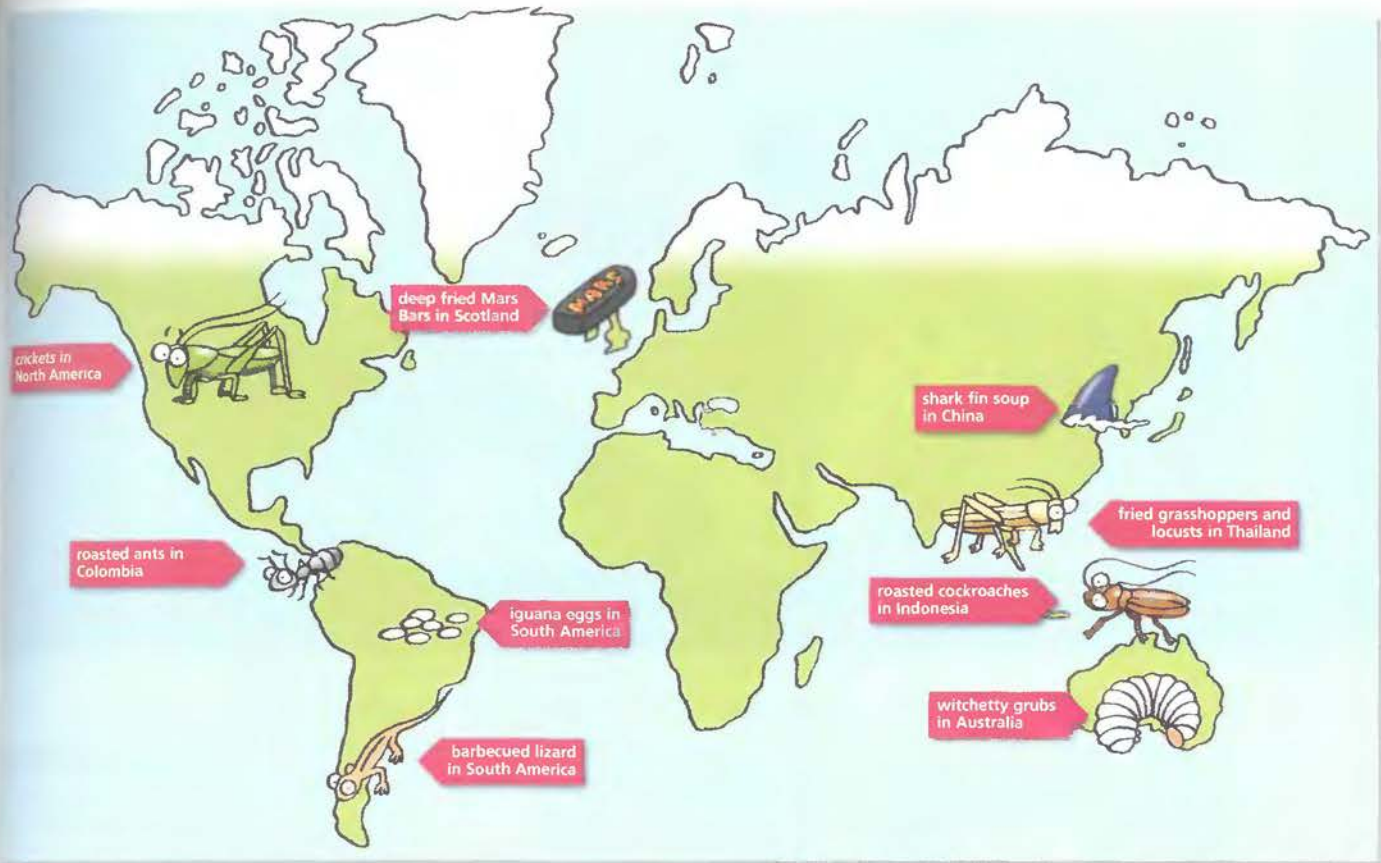 deep fried Mars
Bars in Scotland
MARS
crickets in
North America
shark fin soup
in China
fried grasshoppers and
locusts in Thailand
roasted ants in
Colombia
roasted cockroaches
in Indonesia
iguana eggs in
South America
witchetty grubs
in Australia
barbecued lizard
in South America